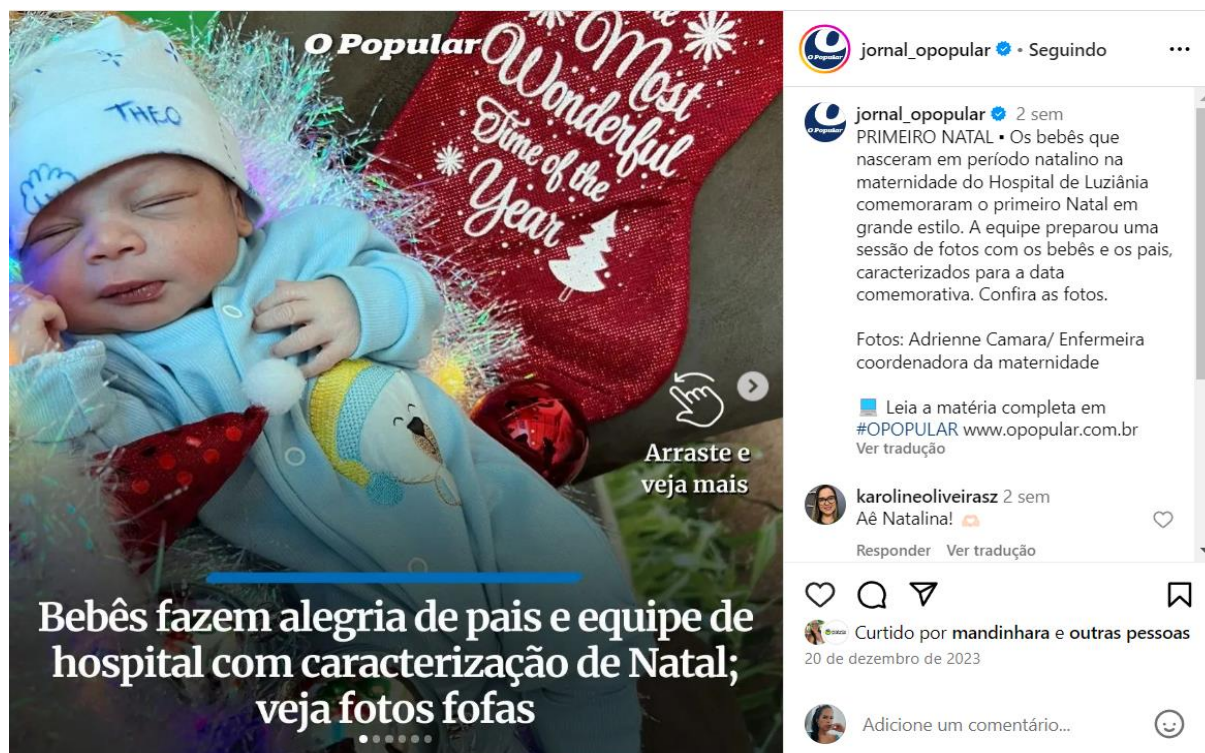 O Popular
THEO
The
Most
Wonderful
Time of the
Year
Arraste e
veja mais
Bebês fazem alegria de pais e equipe de
hospital com caracterização de Natal;
veja fotos fofas
O Popular
jornal_opopular • Seguindo
O Popular
jornal_opopular 2 sem
PRIMEIRO NATAL • Os bebês que
nasceram em período natalino na
maternidade do Hospital de Luziânia
comemoraram o primeiro Natal em
grande estilo. A equipe preparou uma
sessão de fotos com os bebês e os pais,
caracterizados para a data
comemorativa. Confira as fotos.
Fotos: Adrienne Camara/ Enfermeira
coordenadora da maternidade
Leia a matéria completa em
#OPOPULAR www.opopular.com.br
Ver tradução
karolineoliveirasz 2 sem
Aê Natalina!
Responder Ver tradução
Curtido por mandinhara e outras pessoas
20 de dezembro de 2023
Adicione um comentário...